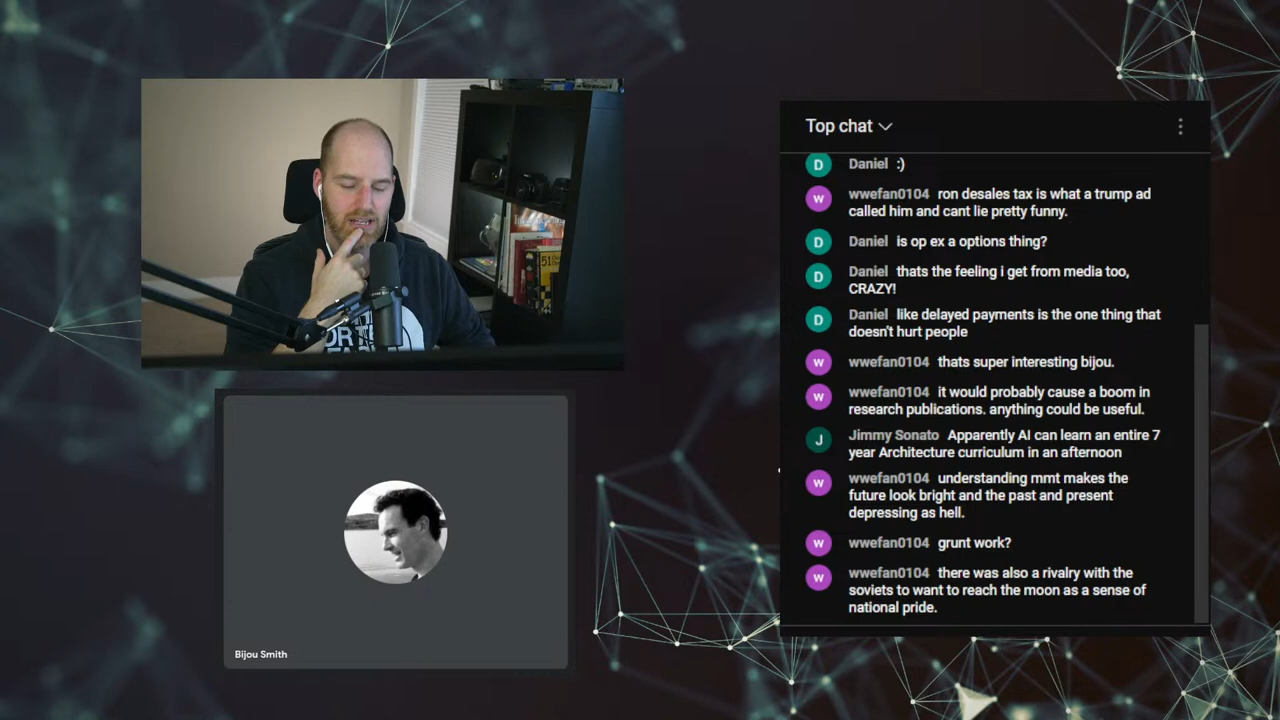 Top chat
D Daniel :)
w wwefan0104 ron desales tax is what a trump ad
called him and cant lie pretty funny.
D Daniel is op ex a options thing?
D Daniel thats the feeling i get from media too,
CRAZY!
D Daniel like delayed payments is the one thing that
doesn't hurt people
w wwefan0104 thats super interesting bijou.
w wwefan0104 it would probably cause a boom in
research publications. anything could be useful.
J Jimmy Sonato Apparently AI can learn an entire 7
year Architecture curriculum in an afternoon
w wwefan0104 understanding mmt makes the
future look bright and the past and present
depressing as hell.
w wwefan0104 grunt work?
w wwefan0104 there was also a rivalry with the
soviets to want to reach the moon as a sense of
national pride.
51
Bijou Smith